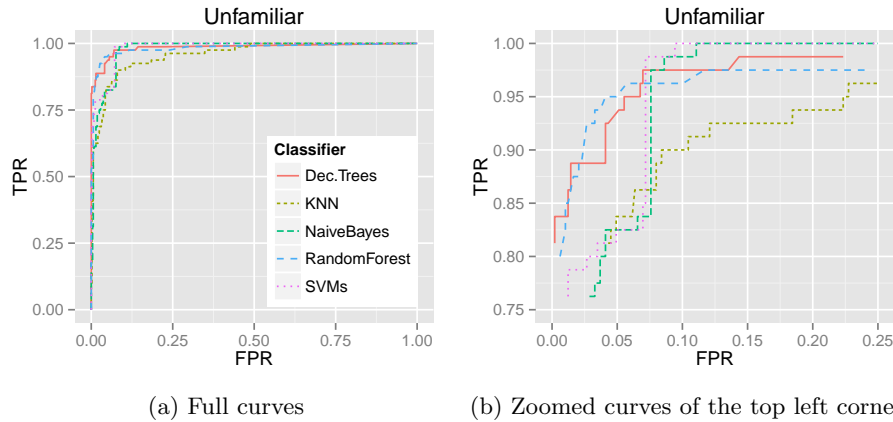 Unfamiliar
1.00
0.75
0.50
0.25
0.00
TPR
Classifier
Dec.Trees
KNN
NaiveBayes
RandomForest
SVMs
0.00 0.25 0.50 0.75 1.00
FPR
(a) Full curves
Unfamiliar
1.00
0.95
0.90
0.85
0.80
0.75
TPR
0.00 0.05 0.10 0.15 0.20 0.25
FPR
(b) Zoomed curves of the top left corne